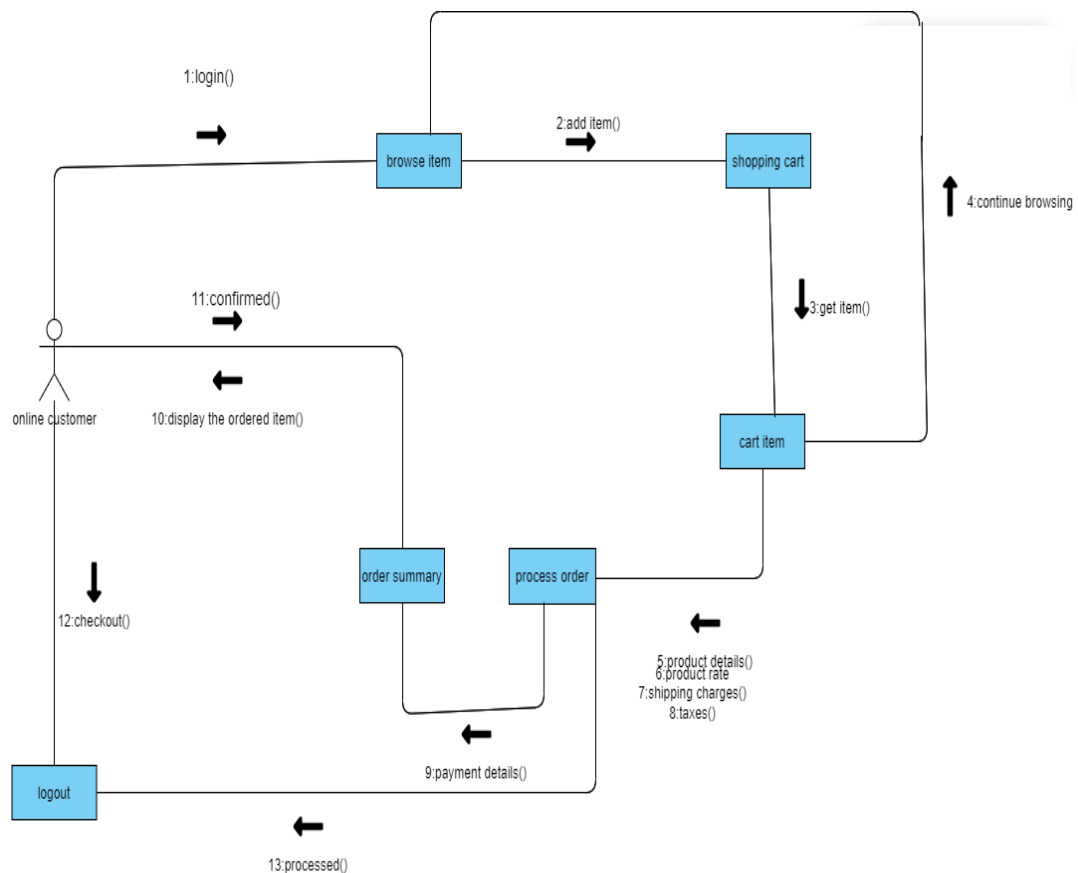 1:login()
2:add item()
browse item
shopping cart
4:continue browsing
11:confirmed()
3:get item()
online customer
10:display the ordered item()
cart item
order summary
process order
12:checkout()
5:product details()
6:product rate
7:shipping charges()
8:taxes()
9:payment details()
logout
13:processed()